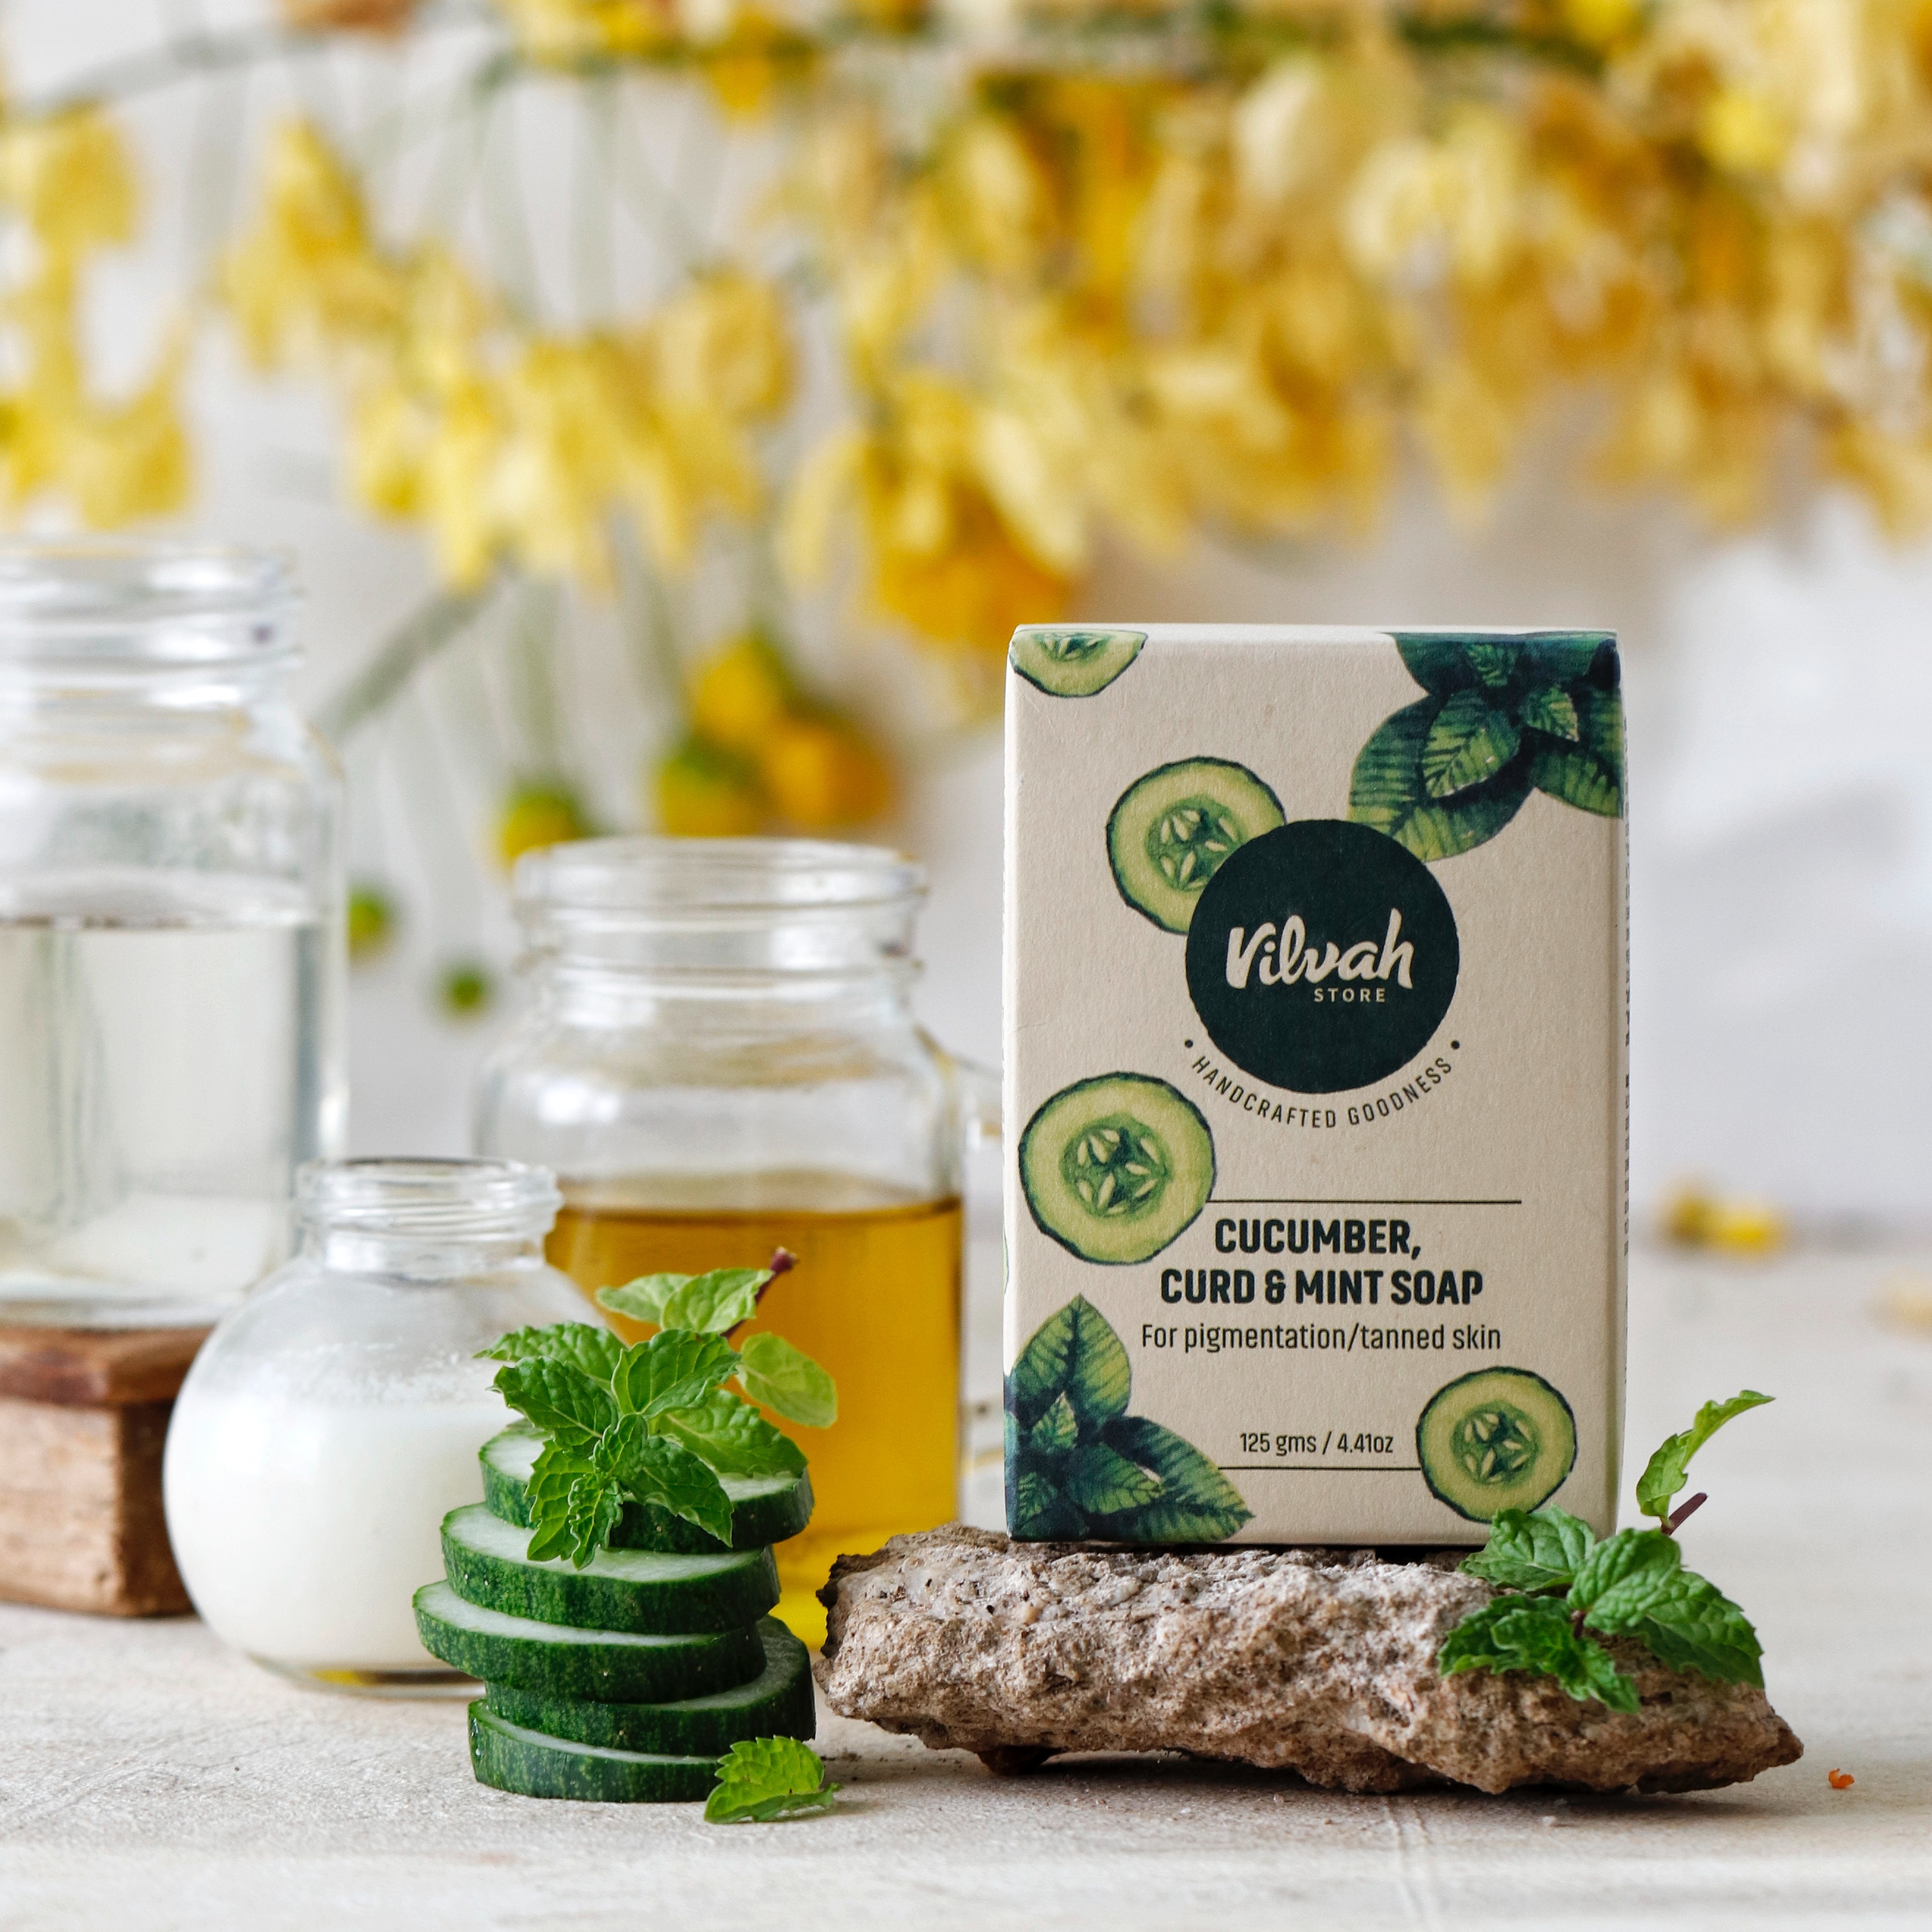 Vilvah
STORE
• HANDCRAFTED GOODNESS •
CUCUMBER,
CURD & MINT SOAP
For pigmentation/tanned skin
125 gms / 4.41oz